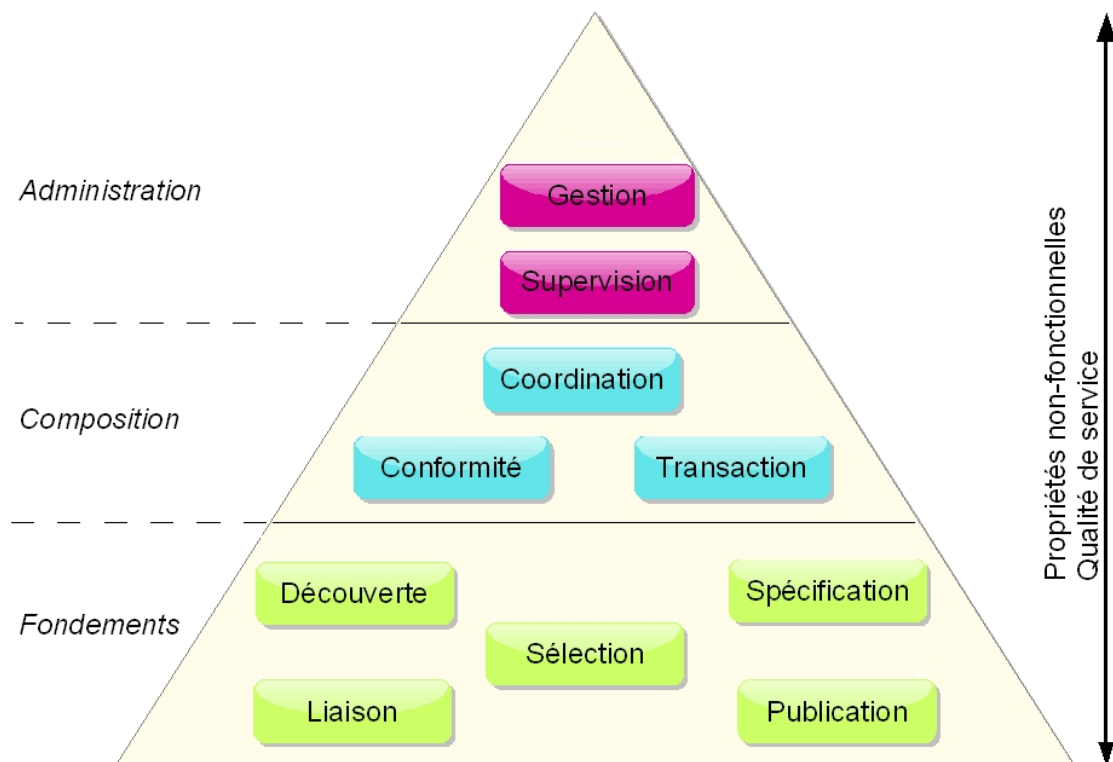 Administration
Gestion
Supervision
Composition
Coordination
Conformité
Transaction
Fondements
Découverte
Spécification
Sélection
Liaison
Publication
Propriétés non-fonctionnelles
Qualité de service